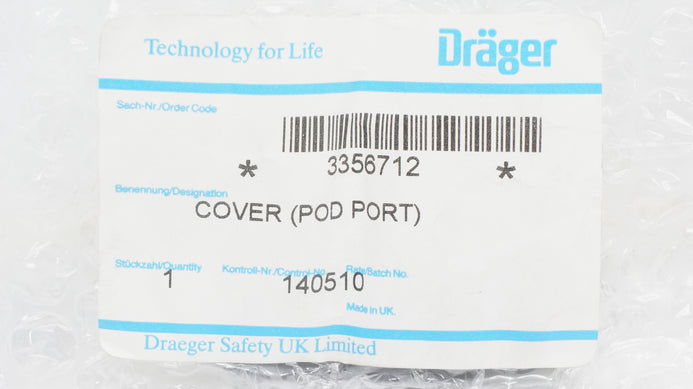 Technology for Life
Dräger
Sach-Nr./Order Code
* 3356712 *
Benennung/Designation
COVER (POD PORT)
Stückzahl/Quantity Kontroll-Nr./Control-No. /Batch No.
1 140510
Made in UK.
Draeger Safety UK Limited